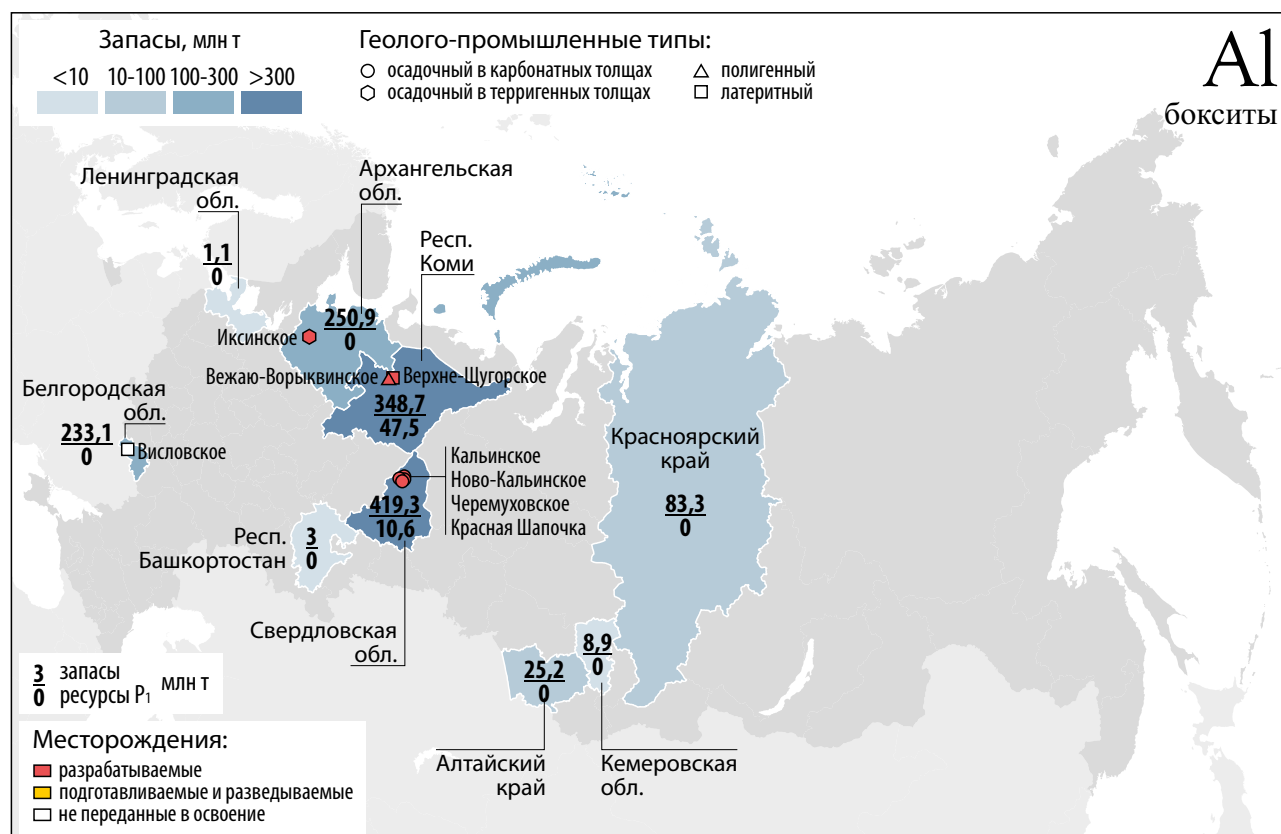 Запасы, млн т
<10 10-100 100-300 >300
Геолого-промышленные типы:
осадочный в карбонатных толщах
полигенный
осадочный в терригенных толщах
латеритный
Al
бокситы
Ленинградская
обл.
1,1
0
Архангельская
обл.
Респ.
Коми
250,9
0
Иксинское
Вежаю-Ворыквинское
Верхне-Щугорское
348,7
47,5
Белгородская
обл.
233,1
0
Висловское
Кальинское
Ново-Кальинское
Черемуховское
Красная Шапочка
419,3
10,6
Красноярский
край
83,3
0
Респ.
Башкортостан
3
0
Свердловская
обл.
8,9
0
25,2
0
Алтайский
край
Кемеровская
обл.
3 запасы
0 ресурсы P₁
млн т
Месторождения:
разрабатываемые
подготавливаемые и разведываемые
не переданные в освоение